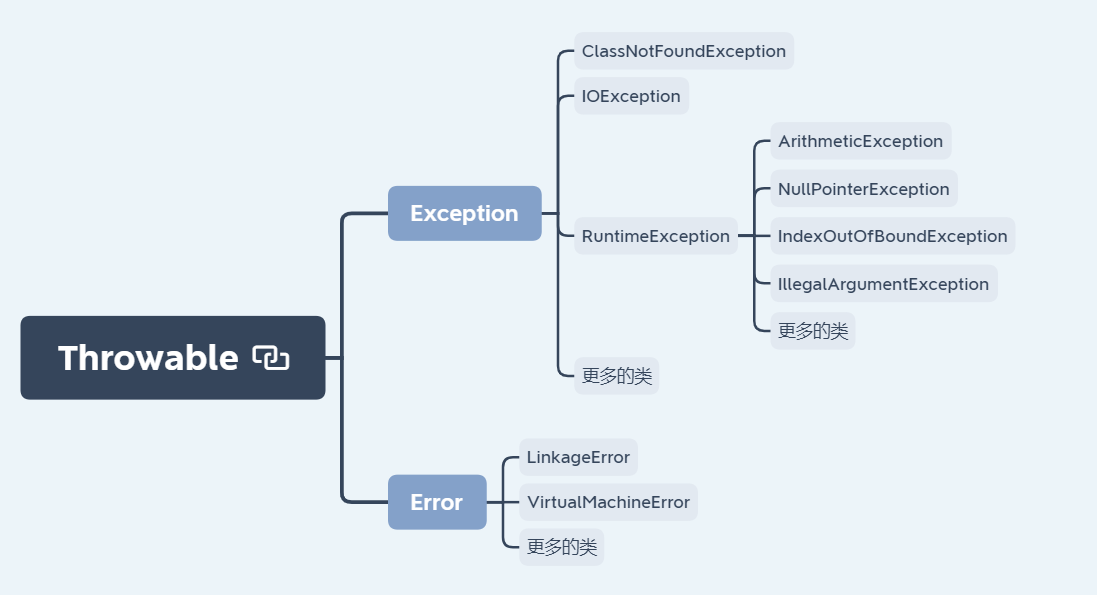 Throwable
Exception
ClassNotFoundException
IOException
RuntimeException
ArithmeticException
NullPointerException
IndexOutOfBoundException
IllegalArgumentException
更多的类
更多的类
Error
LinkageError
VirtualMachineError
更多的类